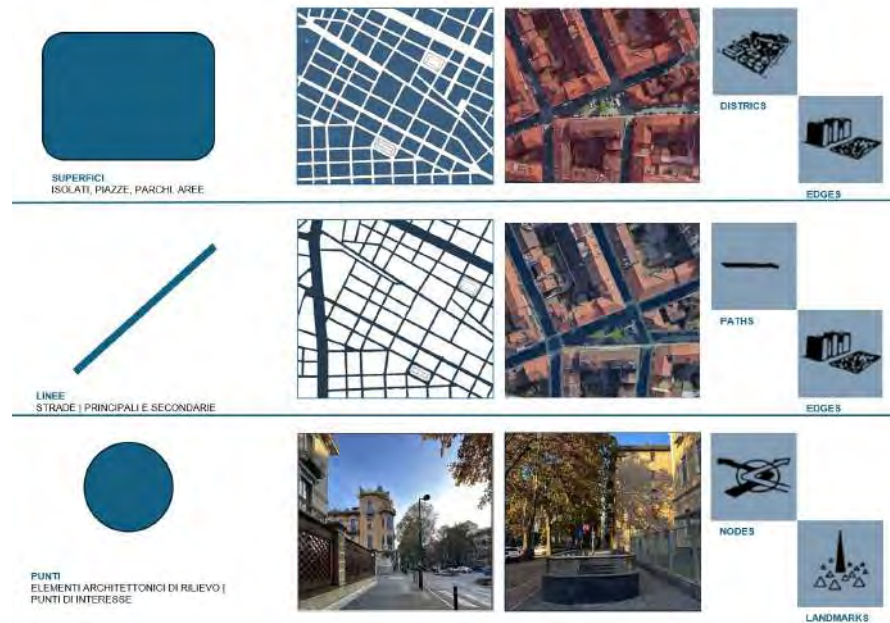 SUPERFICI
ISOLATI, PIAZZE, PARCHI, AREE
DISTRICS
EDGES
LINEE
STRADE | PRINCIPALI E SECONDARIE
PATHS
EDGES
PUNTI
ELEMENTI ARCHITETTONICI DI RILIEVO |
PUNTI DI INTERESSE
NODES
LANDMARKS